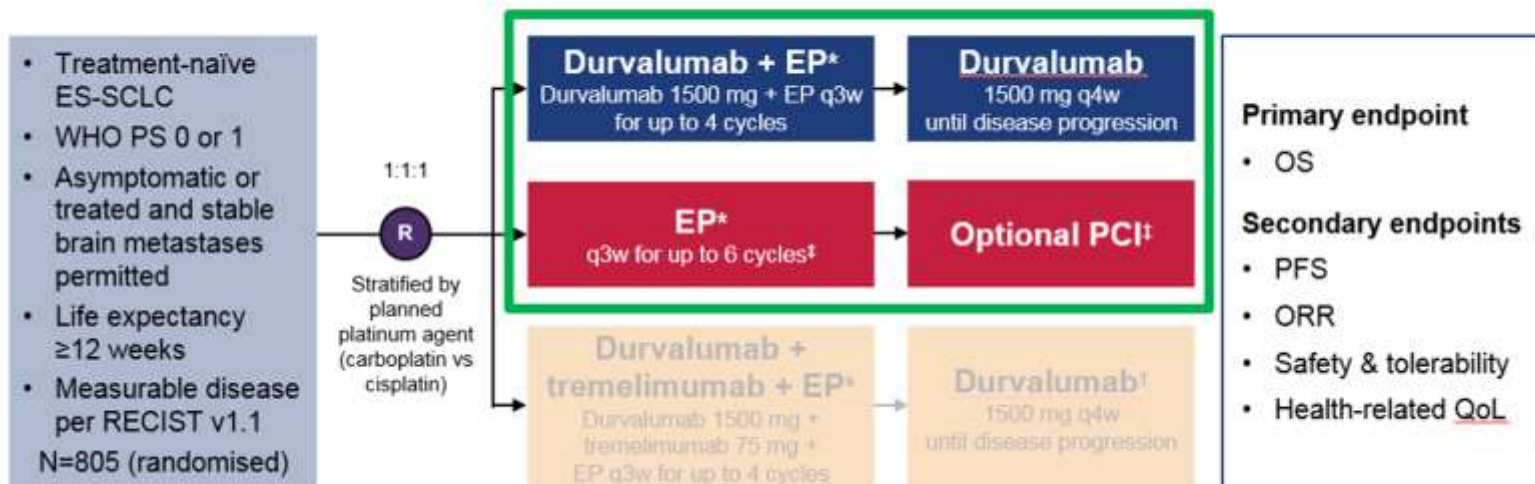 • Treatment-naïve
ES-SCLC
• WHO PS 0 or 1
• Asymptomatic or
treated and stable
brain metastases
permitted
• Life expectancy
≥12 weeks
• Measurable disease
per RECIST v1.1
N=805 (randomised)
1:1:1
R
Stratified by
planned
platinum agent
(carboplatin vs
cisplatin)
Durvalumab + EP*
Durvalumab 1500 mg + EP q3w
for up to 4 cycles
Durvalumab
1500 mg q4w
until disease progression
EP*
q3w for up to 6 cycles‡
Optional PCI‡
Durvalumab +
tremelimumab + EP*
Durvalumab 1500 mg +
tremelimumab 75 mg +
EP q3w for up to 4 cycles
Durvalumab†
1500 mg q4w
until disease progression
Primary endpoint
• OS
Secondary endpoints
• PFS
• ORR
• Safety & tolerability
• Health-related QoL